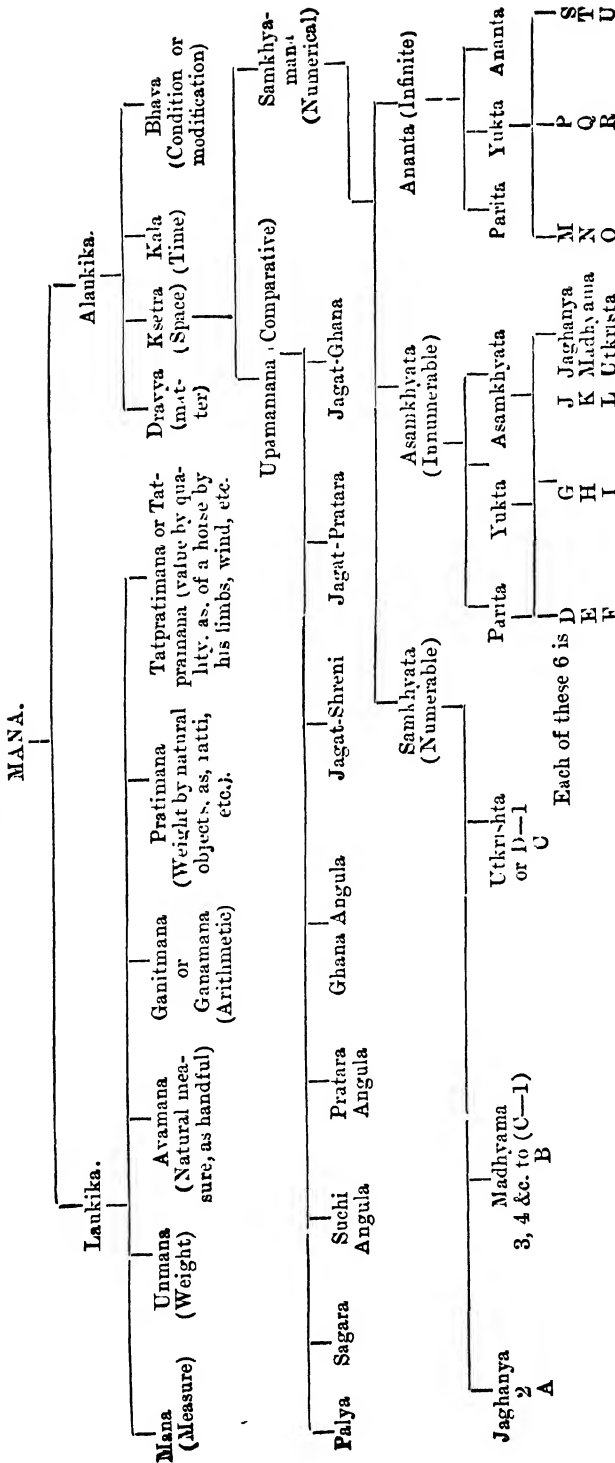 MANA.
Laukika.
Alaukika.
Mana
(Measure)
Unmana
(Weight)
Avamana
(Natural mea-
sure, as handful)
Ganitmana
or
Ganamana
(Arithmetic)
Pratimana
(Weight by natural
objects, as, ratti,
etc.).
Tatpratimana or Tat-
pramana (value by qua-
lity, as, of a horse by
his limbs, wind, etc.
Dravya
(mat-
ter)
Ksetra
(Space)
Kala
(Time)
Bhava
(Condition or
modification)
Upamamana (Comparative)
Samkhya-
mana
(Numerical)
Palya
Sagara
Suchi
Angula
Pratara
Angula
Ghana Angula
Jagat-Shreni
Jagat-Pratara
Jagat-Ghana
Samkhyata
(Numerable)
Asamkhyata
(Innumerable)
Ananta (Infinite)
Jaghanya
2
A
Madhyama
3, 4 &c. to (C—1)
B
Utkrishta
or D—1
C
Parita
Yukta
Asamkhyata
Parita
Yukta
Ananta
Each of these 6 is
D
E
F
G
H
I
J
K
L
Jaghanya
Madhyama
Utkrista
M
N
O
P
Q
R
S
T
U